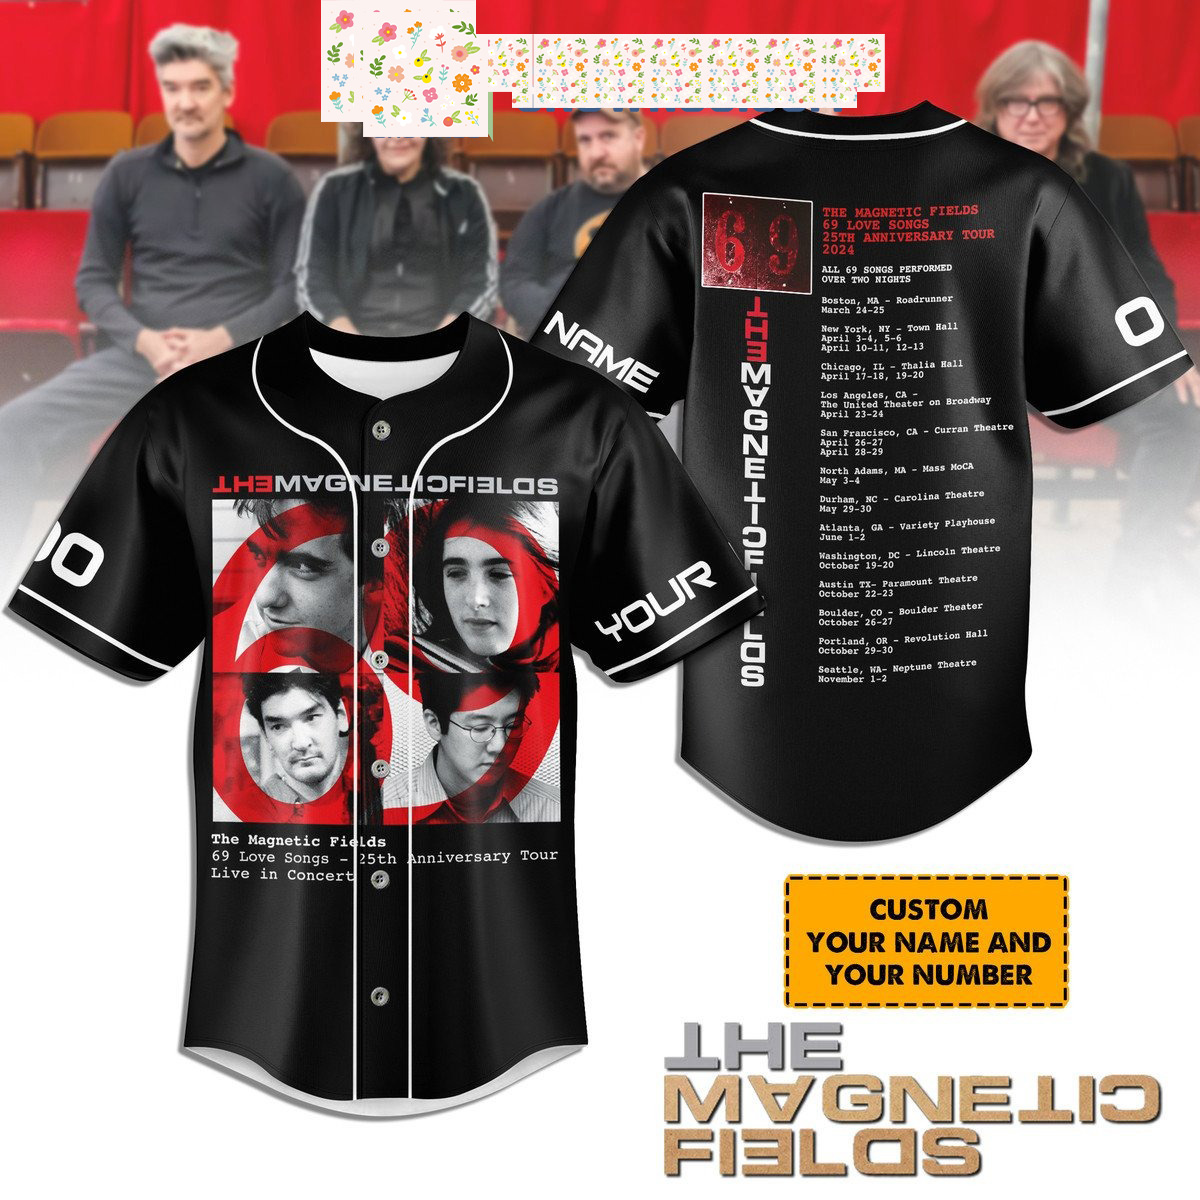 THE MAGNETIC FIELDS
69 LOVE SONGS
25TH ANNIVERSARY TOUR
2024
69
ALL 69 SONGS PERFORMED
OVER TWO NIGHTS
Boston, MA - Roadrunner
March 24-25
New York, NY - Town Hall
April 3-4, 5-6
April 10-11, 12-13
Chicago, IL - Thalia Hall
April 17-18, 19-20
Los Angeles, CA -
The United Theater on Broadway
April 23-24
San Francisco, CA - Curran Theatre
April 26-27
April 28-29
North Adams, MA - Mass MoCA
May 3-4
Durham, NC - Carolina Theatre
May 29-30
Atlanta, GA - Variety Playhouse
June 1-2
Washington, DC - Lincoln Theatre
October 19-20
Austin TX- Paramount Theatre
October 22-23
Boulder, CO - Boulder Theater
October 26-27
Portland, OR - Revolution Hall
October 29-30
Seattle, WA- Neptune Theatre
November 1-2
THEMAGNETICFIELDS
NAME
0
THEMAGNETICFIELDS
00
YOUR
69
The Magnetic Fields
69 Love Songs - 25th Anniversary Tour
Live in Concert
CUSTOM
YOUR NAME AND
YOUR NUMBER
THE
MAGNETIC
FIELDS